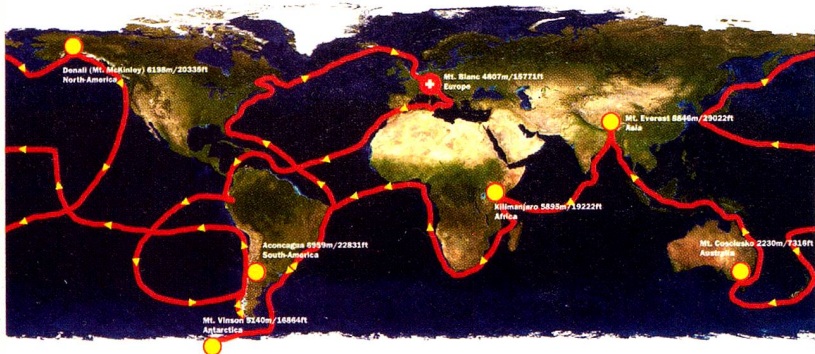 Denali (Mt. McKinley) 6198m/20335ft
North-America
Mt. Blanc 4807m/15771ft
Europe
Mt. Everest 8846m/29022ft
Asia
Kilimanjaro 5895m/19222ft
Africa
Aconcagua 6959m/22831ft
South-America
Mt. Cosciusko 2230m/7316ft
Australia
Mt. Vinson 5140m/16864ft
Antarctica